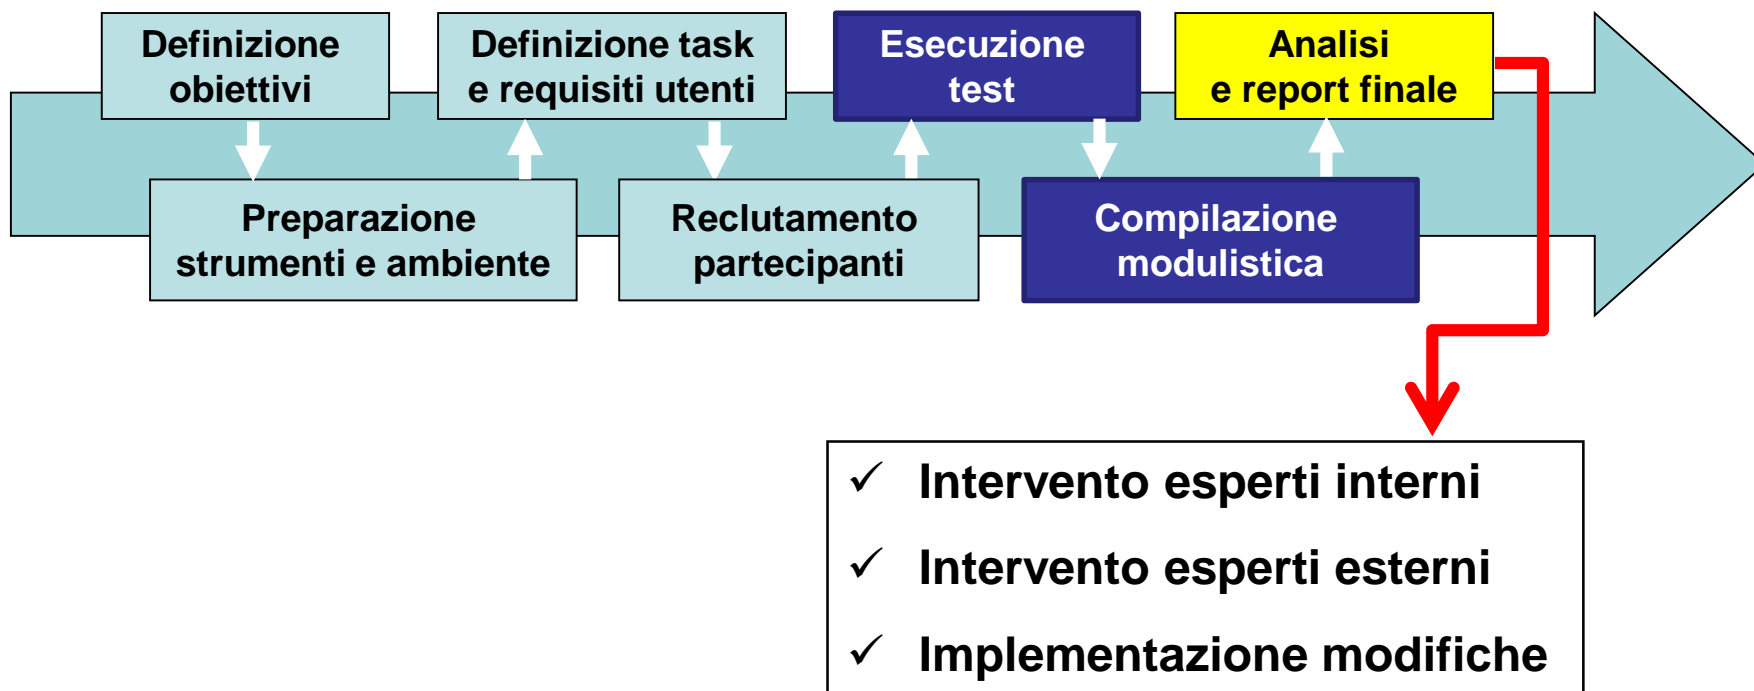 Definizione
obiettivi
Definizione task
e requisiti utenti
Esecuzione
test
Analisi
e report finale
Preparazione
strumenti e ambiente
Reclutamento
partecipanti
Compilazione
modulistica
✓ Intervento esperti interni
✓ Intervento esperti esterni
✓ Implementazione modifiche